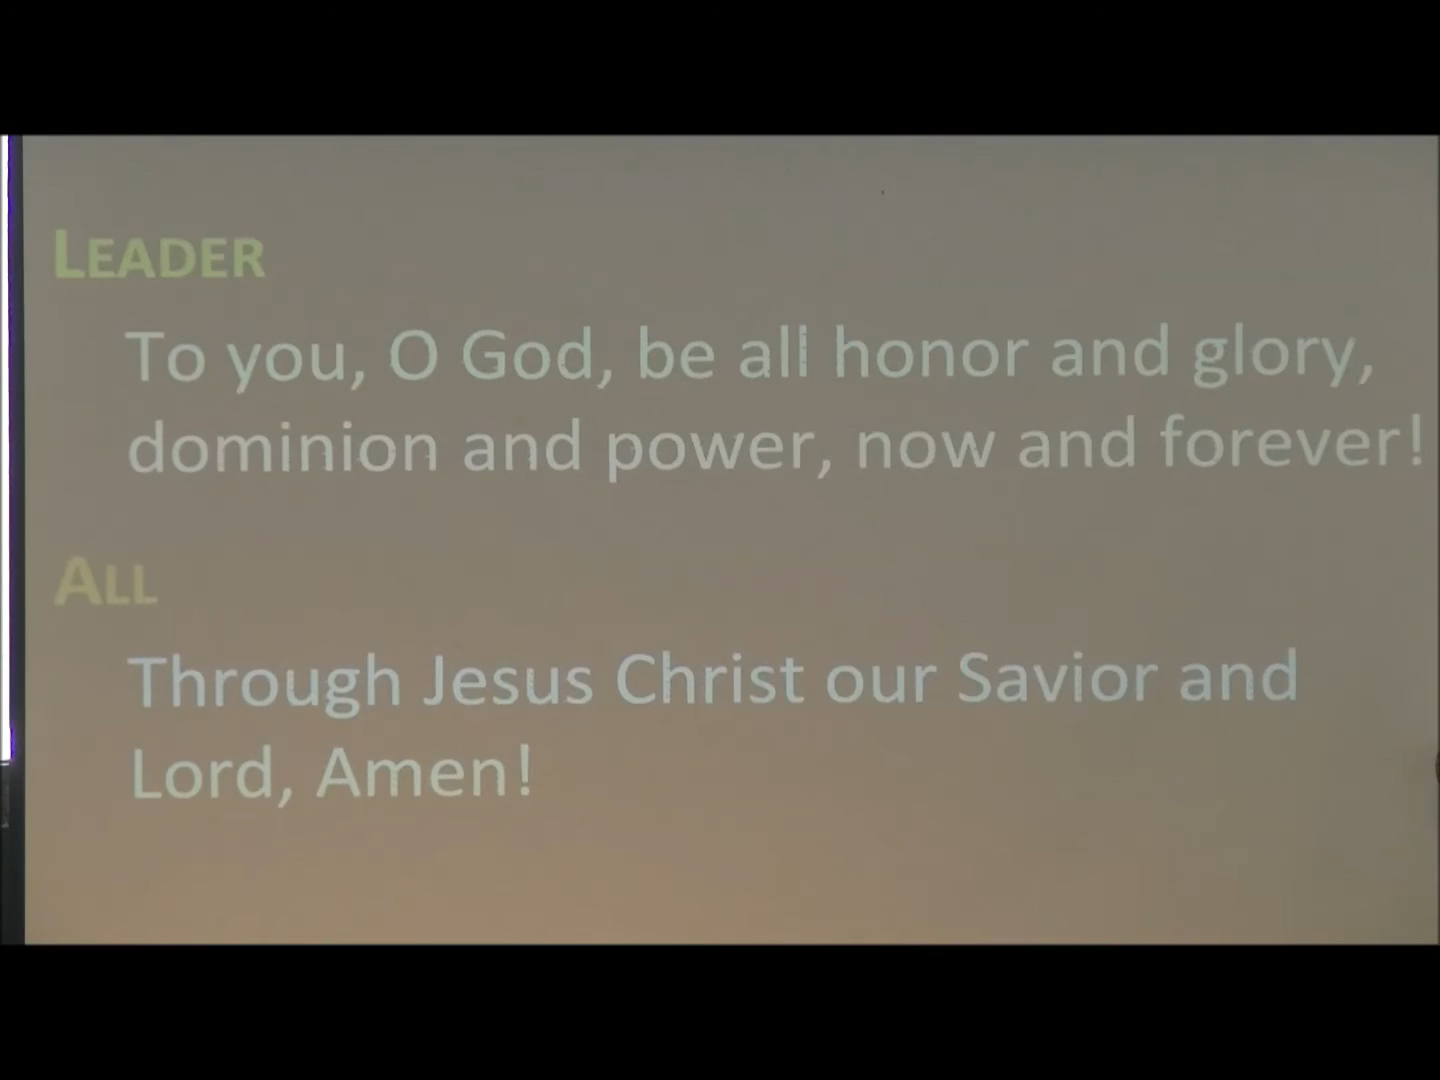 LEADER
To you, O God, be all honor and glory,
dominion and power, now and forever!
ALL
Through Jesus Christ our Savior and
Lord, Amen!